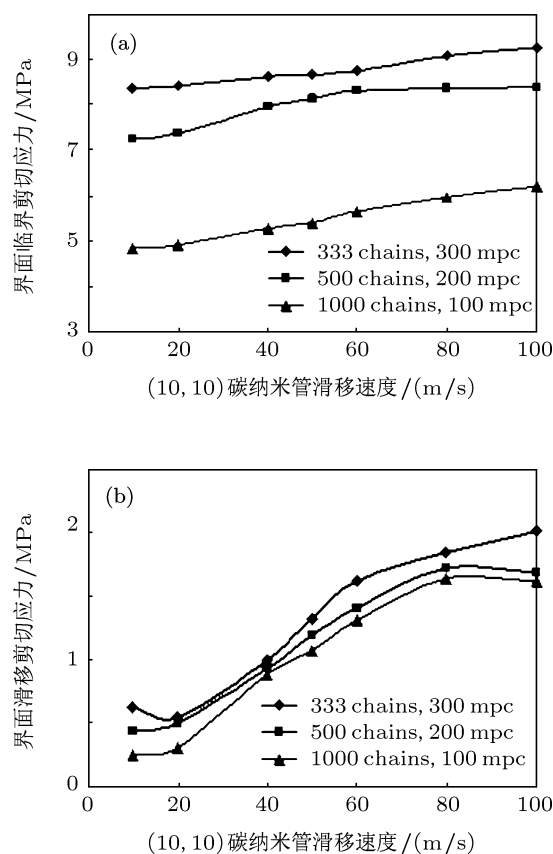 (a)
界面临界剪切应力/MPa
9
7
5
3
333 chains, 300 mpc
500 chains, 200 mpc
1000 chains, 100 mpc
0 20 40 60 80 100
(10, 10)碳纳米管滑移速度/(m/s)
(b)
界面滑移剪切应力/MPa
2
1
0
333 chains, 300 mpc
500 chains, 200 mpc
1000 chains, 100 mpc
0 20 40 60 80 100
(10, 10)碳纳米管滑移速度/(m/s)